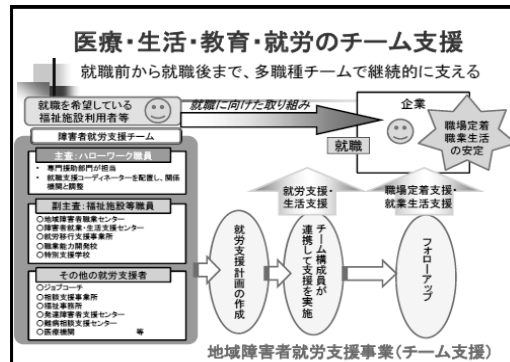 医療・生活・教育・就労のチーム支援
就職前から就職後まで、多職種チームで継続的に支える
就職を希望している
福祉施設利用者等
就職に向けた取り組み
企業
就職
職場定着
職業生活
の安定
障害者就労支援チーム
主査:ハローワーク職員
・ 専門援助部門が担当
・ 就職支援コーディネーターを配置し、関係
機関と調整
副主査:福祉施設等職員
○地域障害者職業センター
○障害者就業・生活支援センター
○就労移行支援事業所
○職業能力開発校
○特別支援学校
その他の就労支援者
○ジョブコーチ
○相談支援事業所
○福祉事務所
○発達障害者支援センター
○難病相談支援センター
○医療機関 等
就労支援・
生活支援
職場定着支援・
就業生活支援
就労支援計画の作成
チーム構成員が
連携して支援を実施
フォローアップ
地域障害者就労支援事業(チーム支援)